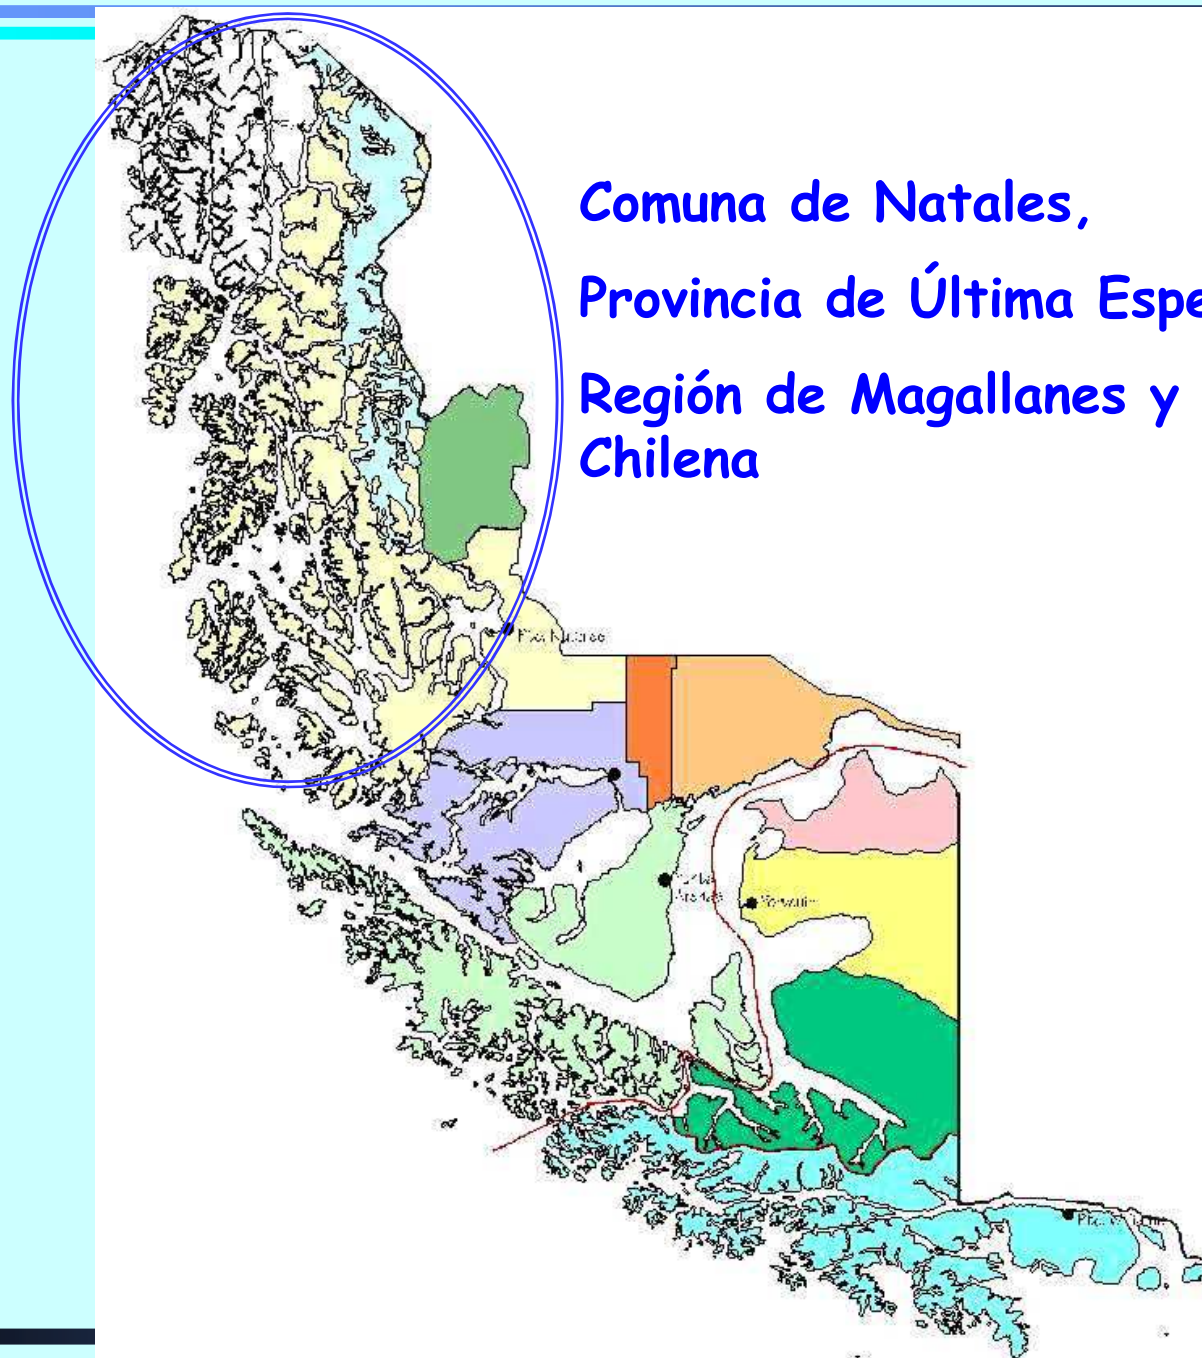 Comuna de Natales,
Provincia de Última Espe
Región de Magallanes y
Chilena